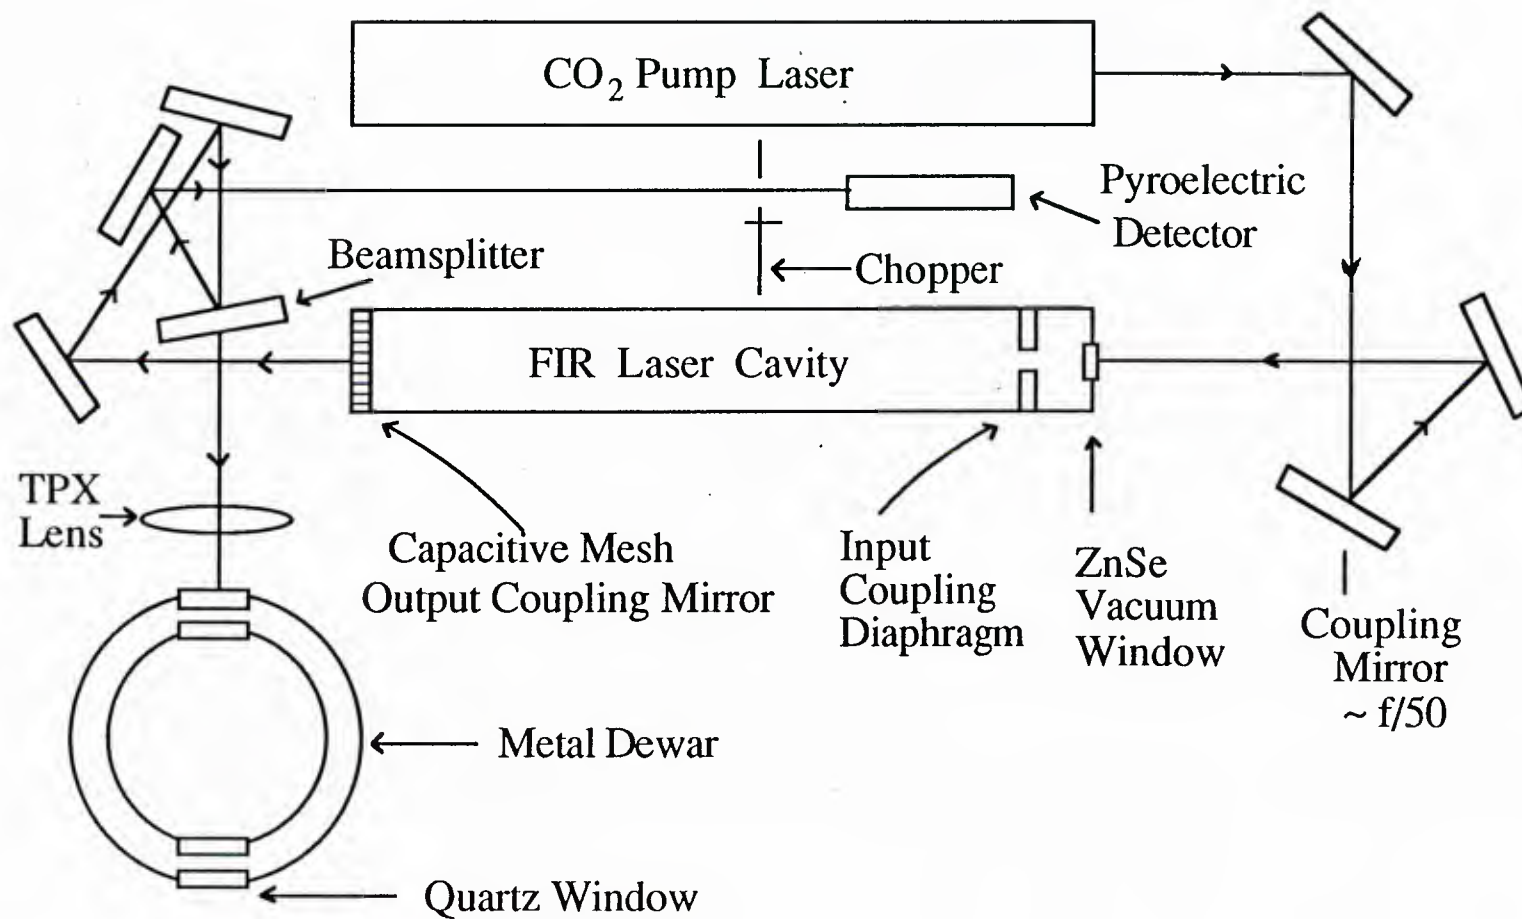 CO₂ Pump Laser
Pyroelectric
Detector
Beamsplitter
Chopper
FIR Laser Cavity
TPX
Lens
Capacitive Mesh
Output Coupling Mirror
Input
Coupling
Diaphragm
ZnSe
Vacuum
Window
Coupling
Mirror
~ f/50
Metal Dewar
Quartz Window